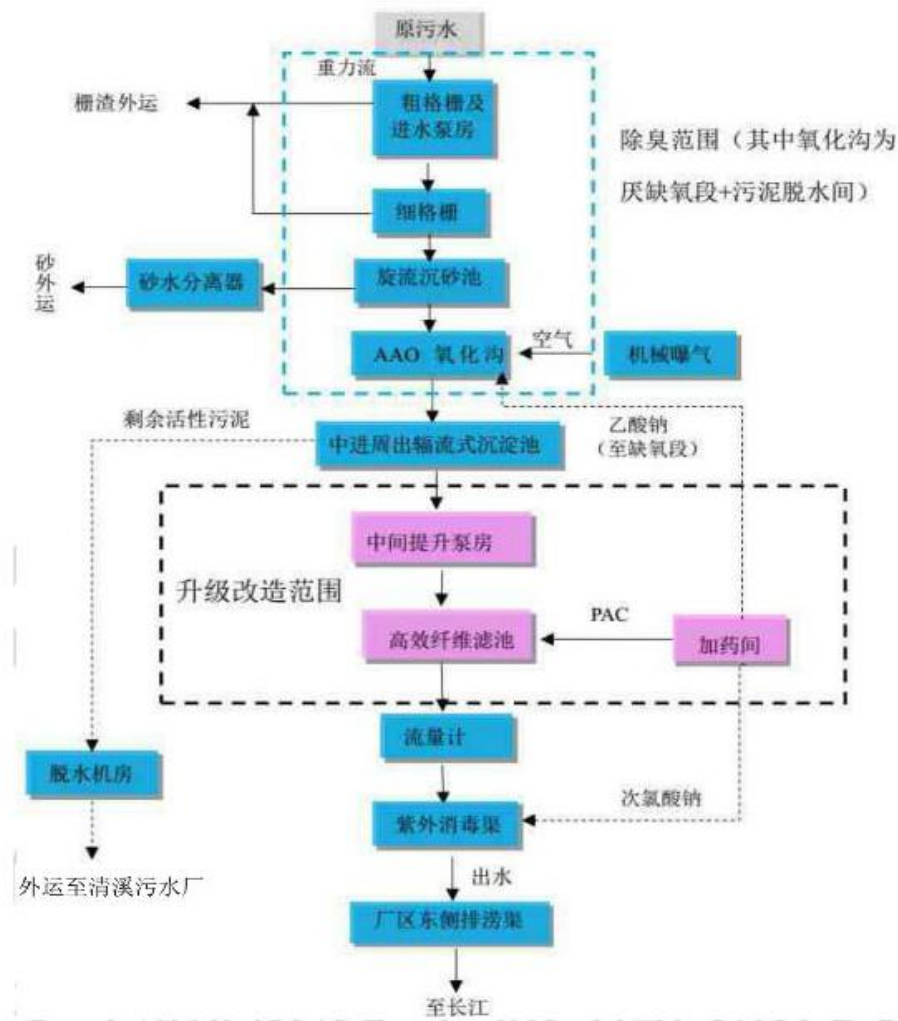 原污水
重力流
栅渣外运
粗格栅及
进水泵房
除臭范围（其中氧化沟为
厌缺氧段+污泥脱水间）
细格栅
砂外运
砂水分离器
旋流沉砂池
AAO 氧化沟
空气
机械曝气
剩余活性污泥
中进周出辐流式沉淀池
乙酸钠
（至缺氧段）
中间提升泵房
升级改造范围
高效纤维滤池
PAC
加药间
流量计
脱水机房
次氯酸钠
紫外消毒渠
出水
外运至清溪污水厂
厂区东侧排涝渠
至长江